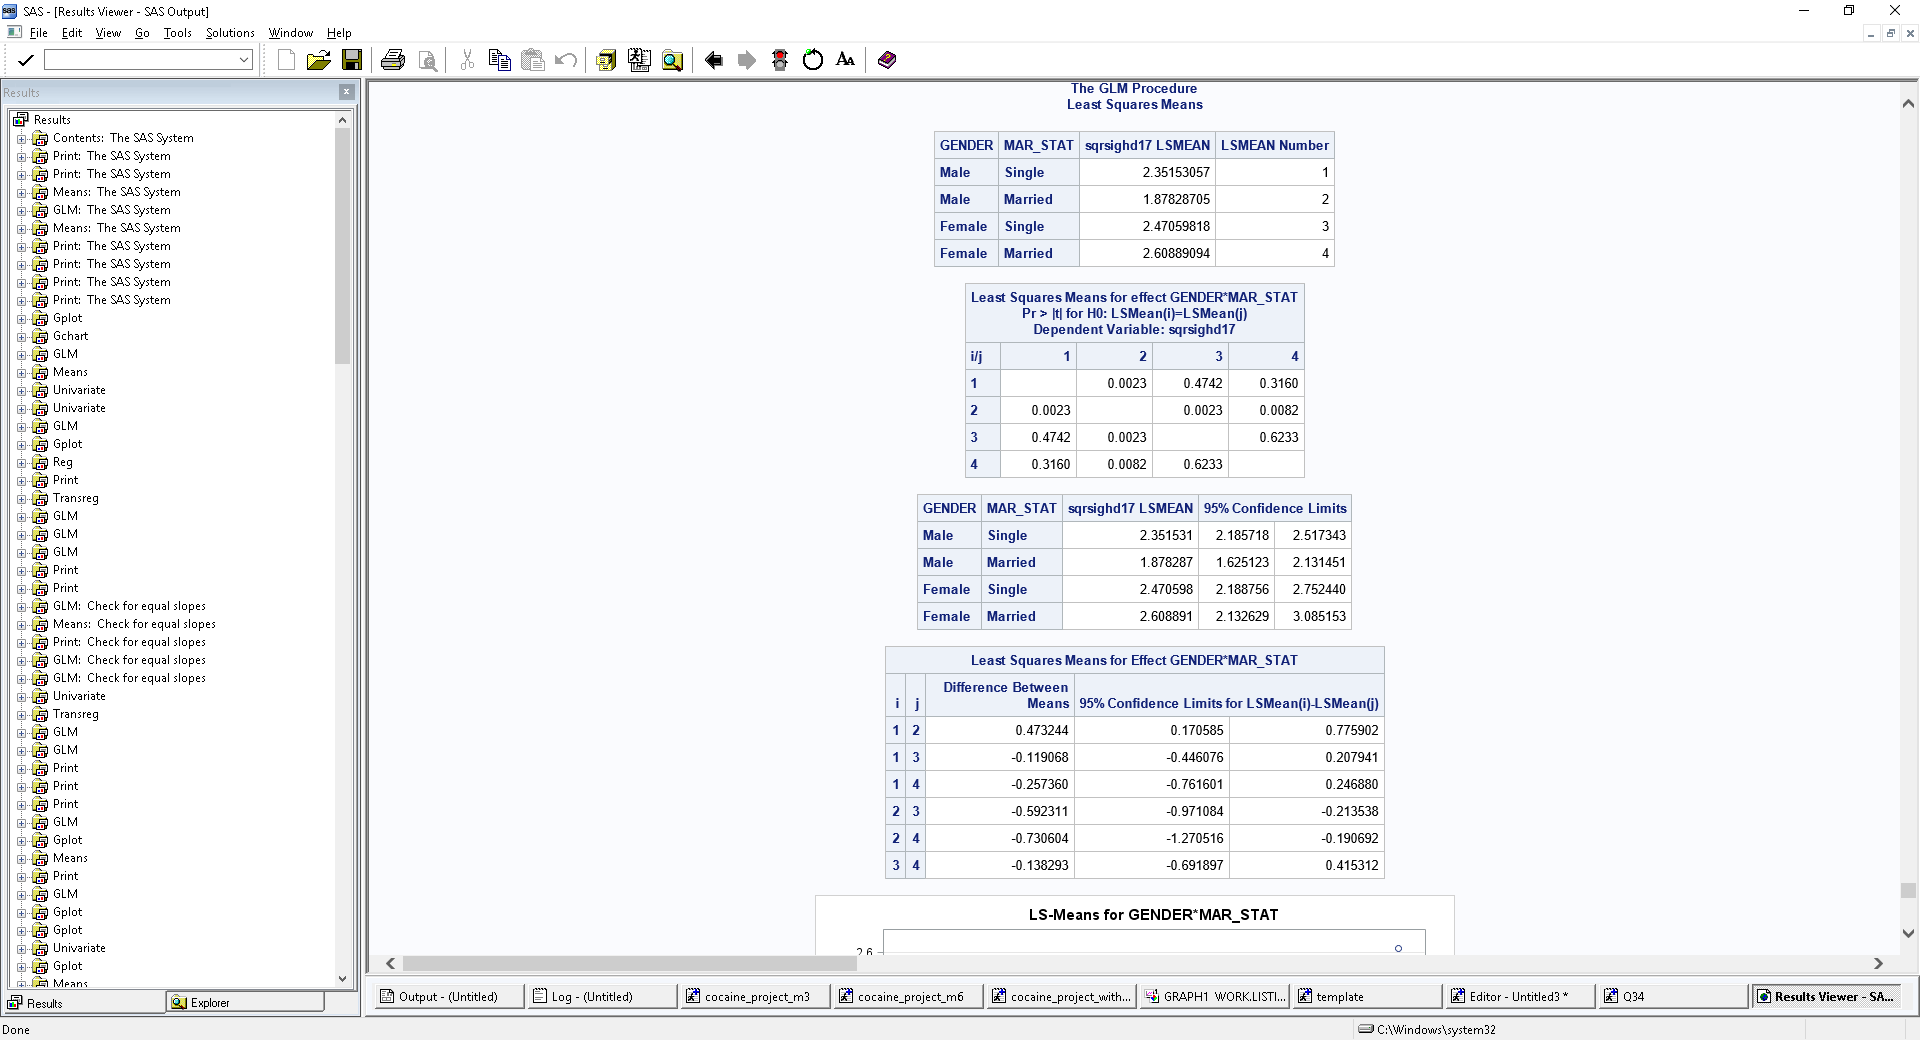 SAS - [Results Viewer - SAS Output]
File Edit View Go Tools Solutions Window Help
Results
Results
Contents: The SAS System
Print: The SAS System
Print: The SAS System
Means: The SAS System
GLM: The SAS System
Means: The SAS System
Print: The SAS System
Print: The SAS System
Print: The SAS System
Print: The SAS System
Gplot
Gchart
GLM
Means
Univariate
Univariate
GLM
Gplot
Reg
Print
Transreg
GLM
GLM
GLM
Print
Print
GLM: Check for equal slopes
Means: Check for equal slopes
Print: Check for equal slopes
GLM: Check for equal slopes
GLM: Check for equal slopes
Univariate
Transreg
GLM
GLM
Print
Print
Print
GLM
Gplot
Means
Print
GLM
Gplot
Gplot
Univariate
Gplot
Means
Results Explorer
The GLM Procedure
Least Squares Means
GENDER MAR_STAT sqrsighd17 LSMEAN LSMEAN Number
Male Single 2.35153057 1
Male Married 1.87828705 2
Female Single 2.47059818 3
Female Married 2.60889094 4
Least Squares Means for effect GENDER*MAR_STAT
Pr > |t| for H0: LSMean(i)=LSMean(j)
Dependent Variable: sqrsighd17
i/j 1 2 3 4
1 0.0023 0.4742 0.3160
2 0.0023 0.0023 0.0082
3 0.4742 0.0023 0.6233
4 0.3160 0.0082 0.6233
GENDER MAR_STAT sqrsighd17 LSMEAN 95% Confidence Limits
Male Single 2.351531 2.185718 2.517343
Male Married 1.878287 1.625123 2.131451
Female Single 2.470598 2.188756 2.752440
Female Married 2.608891 2.132629 3.085153
Least Squares Means for Effect GENDER*MAR_STAT
i j Difference Between Means 95% Confidence Limits for LSMean(i)-LSMean(j)
1 2 0.473244 0.170585 0.775902
1 3 -0.119068 -0.446076 0.207941
1 4 -0.257360 -0.761601 0.246880
2 3 -0.592311 -0.971084 -0.213538
2 4 -0.730604 -1.270516 -0.190692
3 4 -0.138293 -0.691897 0.415312
LS-Means for GENDER*MAR_STAT
2.6
Output - (Untitled) Log - (Untitled) cocaine_project_m3 cocaine_project_m6 cocaine_project_with... GRAPH1 WORK.LISTI... template Editor - Untitled3 * Q34 Results Viewer - SA...
Done C:\Windows\system32